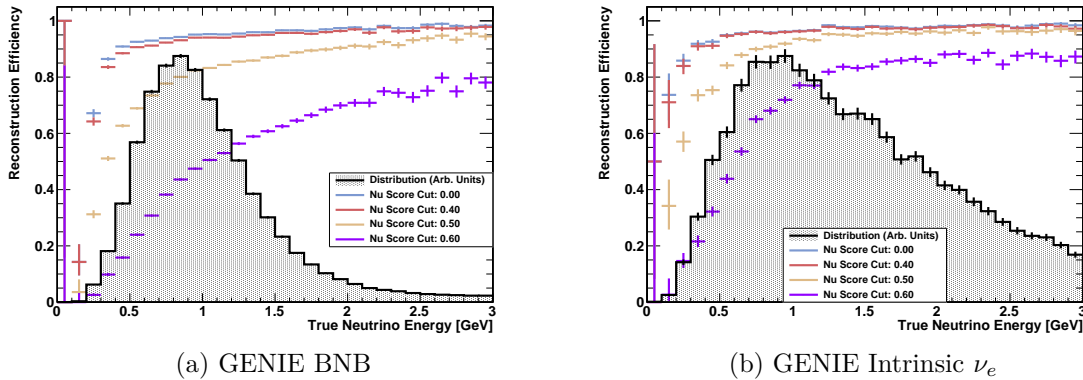 Reconstruction Efficiency
1
0.8
0.6
0.4
0.2
0
0 0.5 1 1.5 2 2.5 3
True Neutrino Energy [GeV]
Distribution (Arb. Units)
Nu Score Cut: 0.00
Nu Score Cut: 0.40
Nu Score Cut: 0.50
Nu Score Cut: 0.60
(a) GENIE BNB
Reconstruction Efficiency
1
0.8
0.6
0.4
0.2
0
0 0.5 1 1.5 2 2.5 3
True Neutrino Energy [GeV]
Distribution (Arb. Units)
Nu Score Cut: 0.00
Nu Score Cut: 0.40
Nu Score Cut: 0.50
Nu Score Cut: 0.60
(b) GENIE Intrinsic νₑ